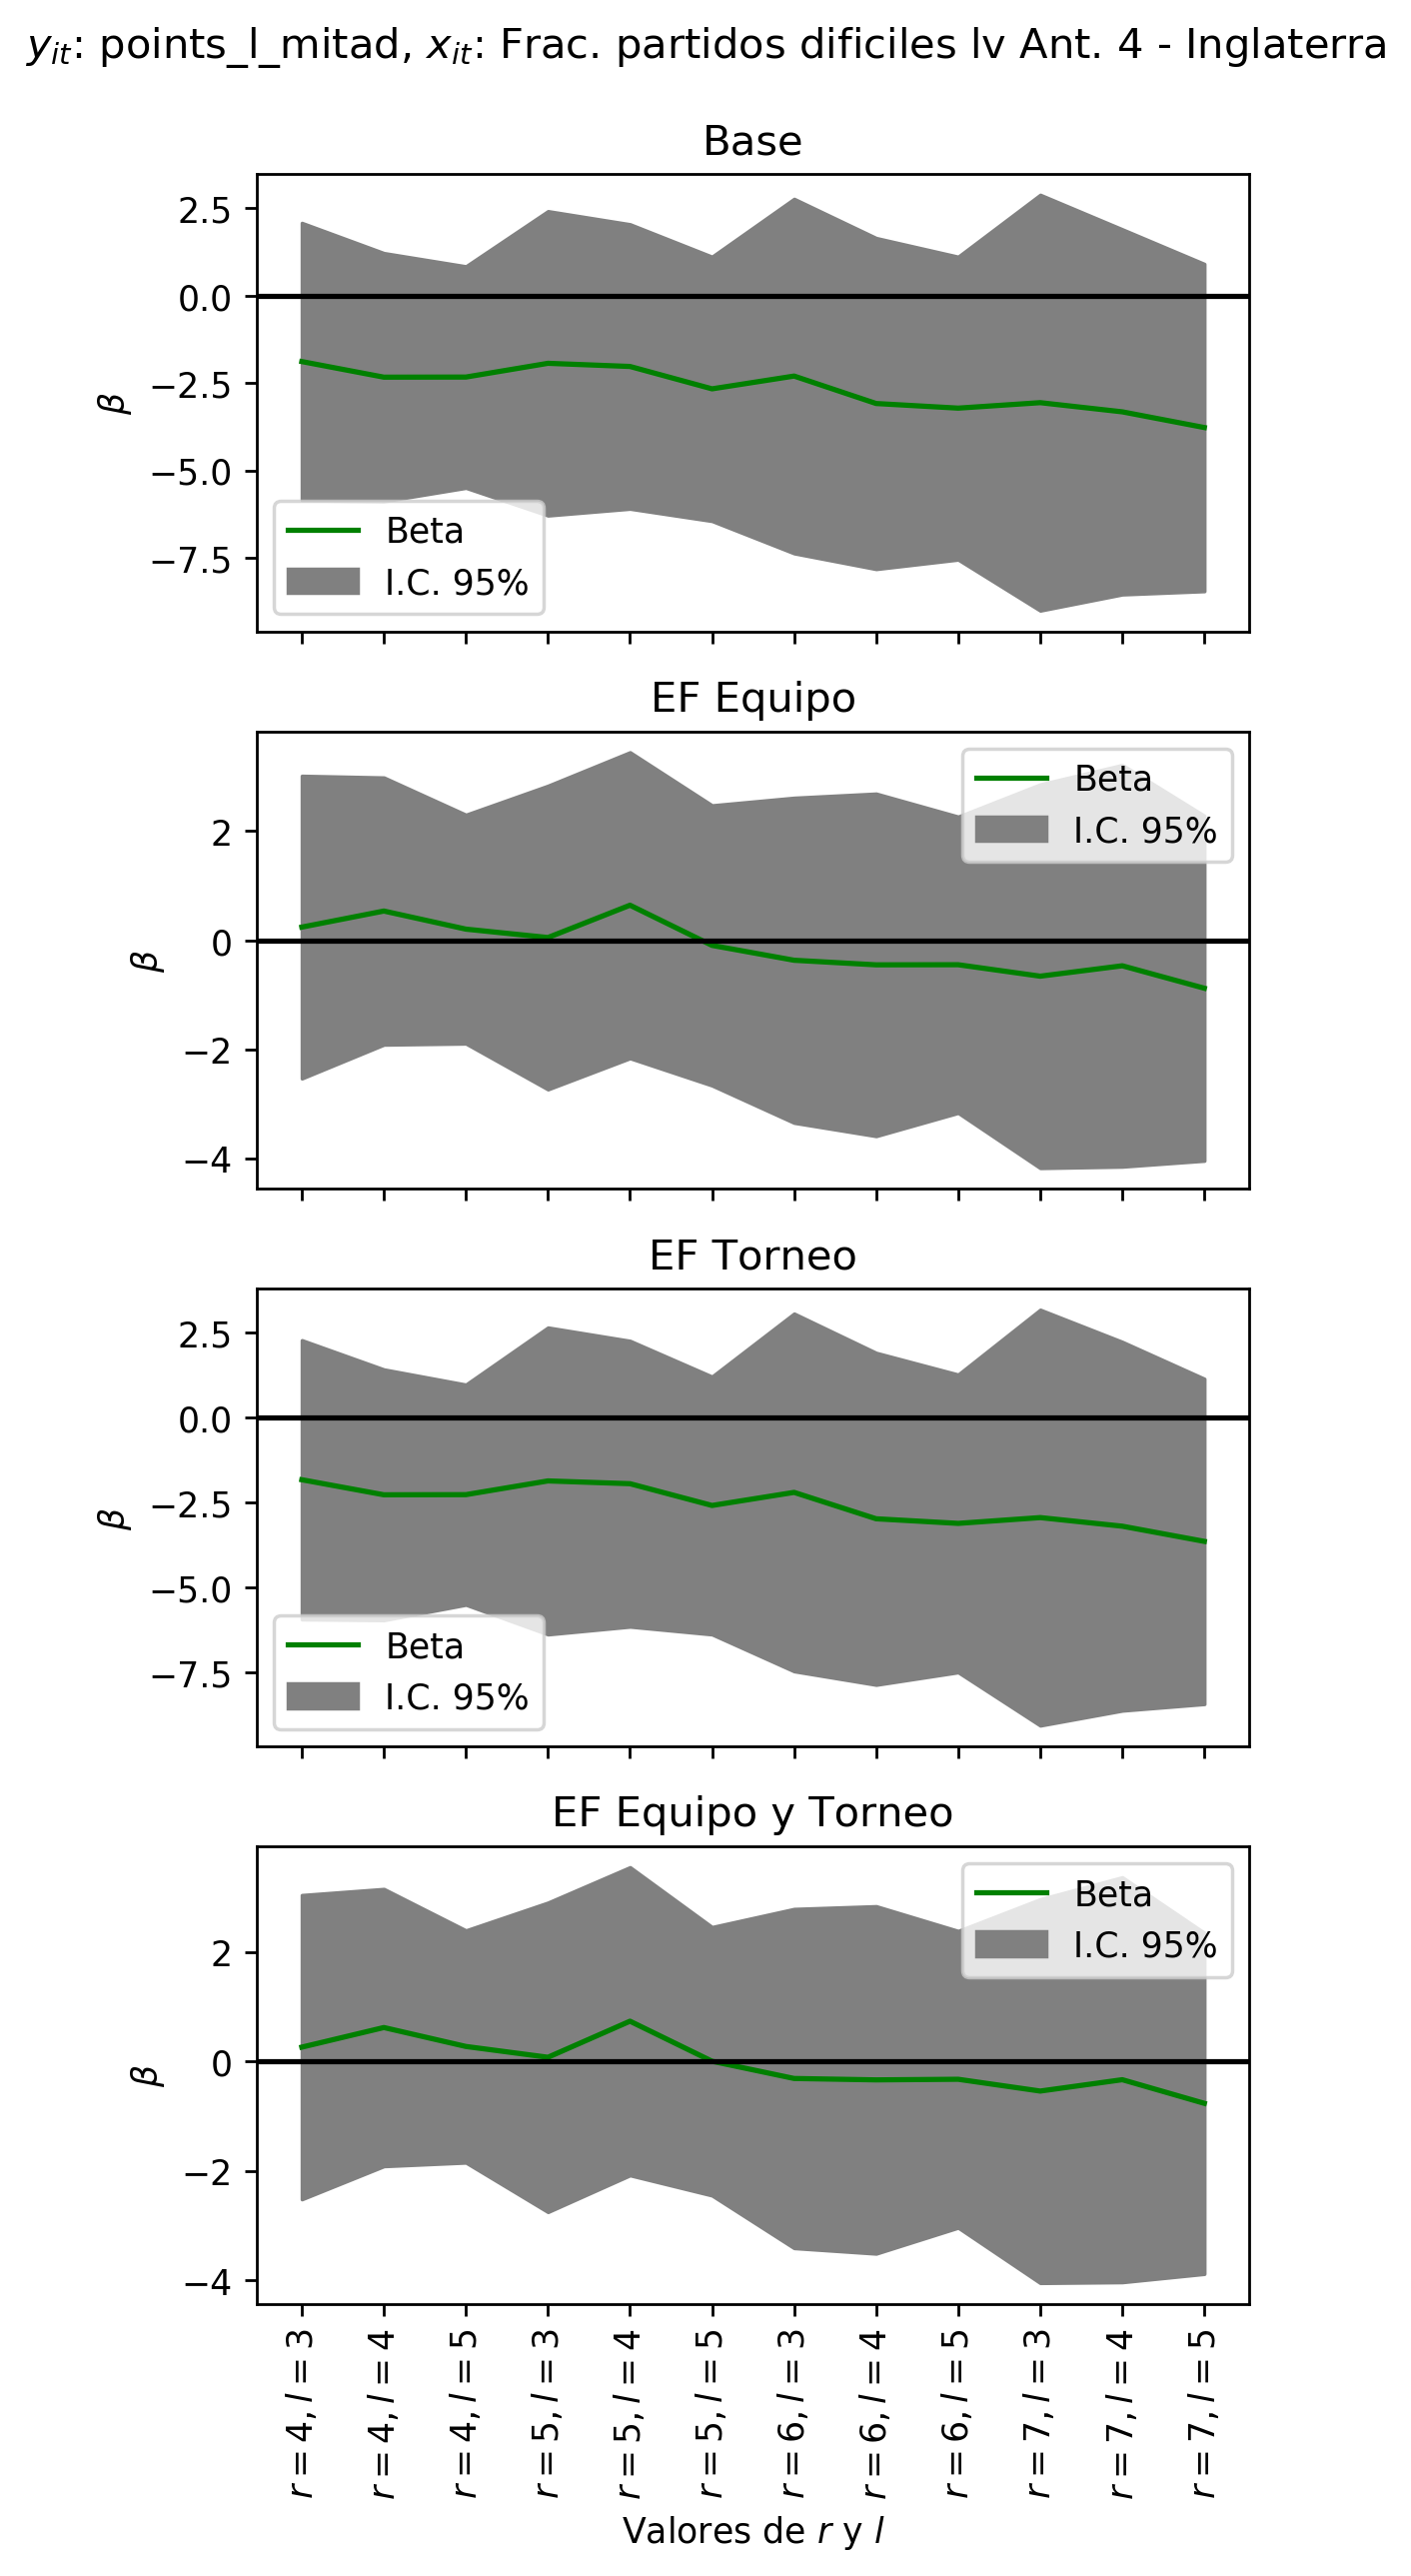 y_it: points_l_mitad, x_it: Frac. partidos dificiles lv Ant. 4 - Inglaterra
Base
2.5
0.0
−2.5
−5.0
−7.5
β
Beta
I.C. 95%
EF Equipo
2
0
−2
−4
β
Beta
I.C. 95%
EF Torneo
2.5
0.0
−2.5
−5.0
−7.5
β
Beta
I.C. 95%
EF Equipo y Torneo
2
0
−2
−4
β
Beta
I.C. 95%
r = 4, l = 3
r = 4, l = 4
r = 4, l = 5
r = 5, l = 3
r = 5, l = 4
r = 5, l = 5
r = 6, l = 3
r = 6, l = 4
r = 6, l = 5
r = 7, l = 3
r = 7, l = 4
r = 7, l = 5
Valores de r y l